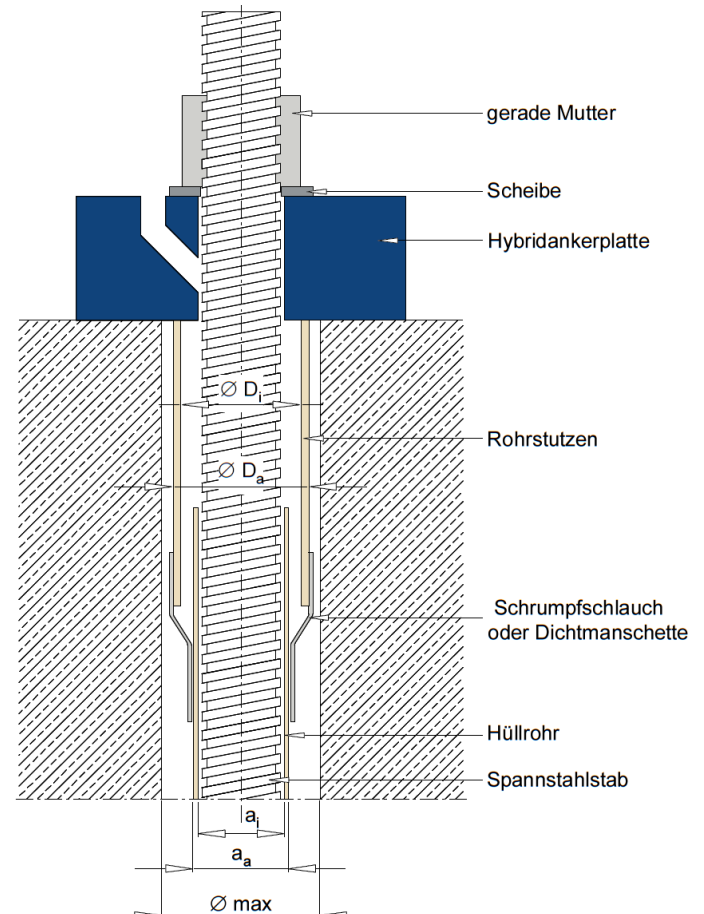 gerade Mutter
Scheibe
Hybridankerplatte
∅ Di
Rohrstutzen
∅ Da
Schrumpfschlauch
oder Dichtmanschette
Hüllrohr
Spannstahlstab
ai
aa
∅ max